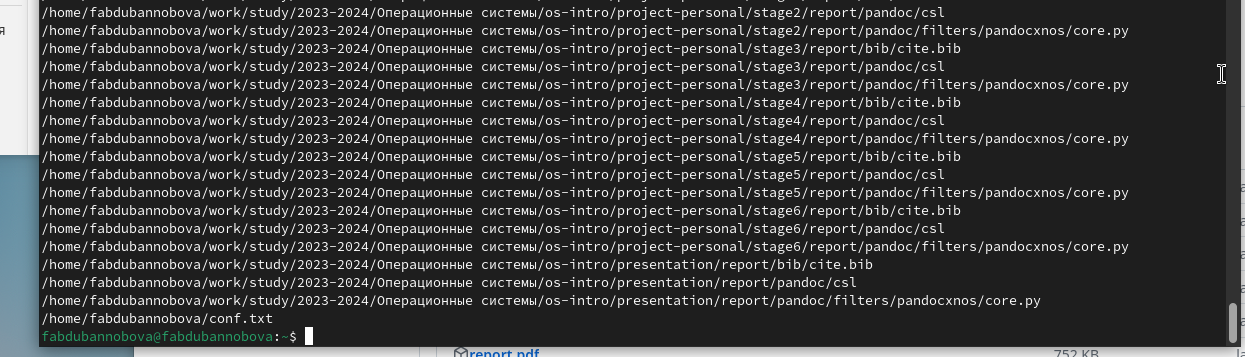 /home/fabdubannobova/work/study/2023-2024/Операционные системы/os-intro/project-personal/stage2/report/pandoc/csl
я /home/fabdubannobova/work/study/2023-2024/Операционные системы/os-intro/project-personal/stage2/report/pandoc/filters/pandocxnos/core.py
/home/fabdubannobova/work/study/2023-2024/Операционные системы/os-intro/project-personal/stage3/report/bib/cite.bib
/home/fabdubannobova/work/study/2023-2024/Операционные системы/os-intro/project-personal/stage3/report/pandoc/csl
/home/fabdubannobova/work/study/2023-2024/Операционные системы/os-intro/project-personal/stage3/report/pandoc/filters/pandocxnos/core.py
/home/fabdubannobova/work/study/2023-2024/Операционные системы/os-intro/project-personal/stage4/report/bib/cite.bib
/home/fabdubannobova/work/study/2023-2024/Операционные системы/os-intro/project-personal/stage4/report/pandoc/csl
/home/fabdubannobova/work/study/2023-2024/Операционные системы/os-intro/project-personal/stage4/report/pandoc/filters/pandocxnos/core.py
/home/fabdubannobova/work/study/2023-2024/Операционные системы/os-intro/project-personal/stage5/report/bib/cite.bib
/home/fabdubannobova/work/study/2023-2024/Операционные системы/os-intro/project-personal/stage5/report/pandoc/csl
/home/fabdubannobova/work/study/2023-2024/Операционные системы/os-intro/project-personal/stage5/report/pandoc/filters/pandocxnos/core.py
/home/fabdubannobova/work/study/2023-2024/Операционные системы/os-intro/project-personal/stage6/report/bib/cite.bib
/home/fabdubannobova/work/study/2023-2024/Операционные системы/os-intro/project-personal/stage6/report/pandoc/csl
/home/fabdubannobova/work/study/2023-2024/Операционные системы/os-intro/project-personal/stage6/report/pandoc/filters/pandocxnos/core.py
/home/fabdubannobova/work/study/2023-2024/Операционные системы/os-intro/presentation/report/bib/cite.bib
/home/fabdubannobova/work/study/2023-2024/Операционные системы/os-intro/presentation/report/pandoc/csl
/home/fabdubannobova/work/study/2023-2024/Операционные системы/os-intro/presentation/report/pandoc/filters/pandocxnos/core.py
/home/fabdubannobova/conf.txt
fabdubannobova@fabdubannobova:~$
report.pdf 752 KB